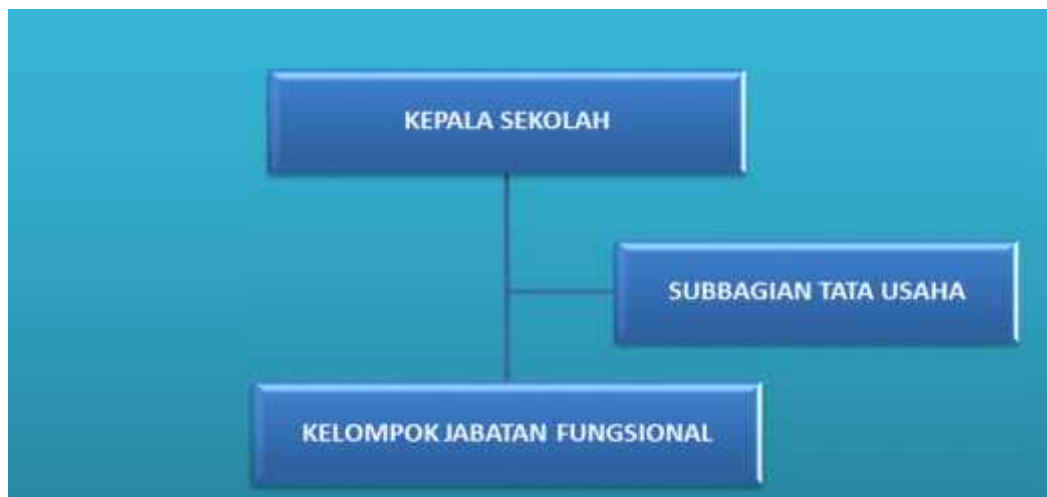 KEPALA SEKOLAH
SUBBAGIAN TATA USAHA
KELOMPOK JABATAN FUNGSIONAL